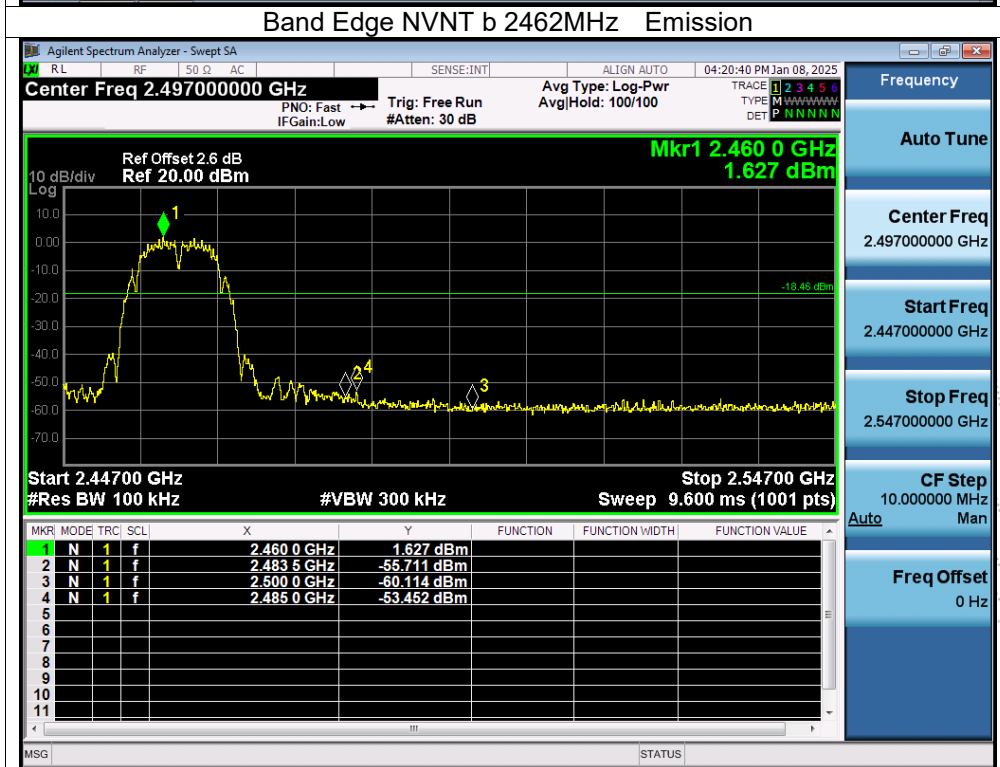 Band Edge NVNT b 2462MHz Emission
Agilent Spectrum Analyzer - Swept SA
LXI RL RF 50 Ω AC SENSE:INT ALIGN AUTO 04:20:40 PM Jan 08, 2025
Center Freq 2.497000000 GHz
PNO: Fast
IFGain:Low
Trig: Free Run
#Atten: 30 dB
Avg Type: Log-Pwr
Avg|Hold: 100/100
TRACE 1 2 3 4 5 6
TYPE M WWWWW
DET P N N N N N
Mkr1 2.460 0 GHz
1.627 dBm
Ref Offset 2.6 dB
10 dB/div Ref 20.00 dBm
Log
10.0
0.00
-10.0
-20.0
-30.0
-40.0
-50.0
-60.0
-70.0
1
2
4
3
-18.46 dBm
Start 2.44700 GHz Stop 2.54700 GHz
#Res BW 100 kHz #VBW 300 kHz Sweep 9.600 ms (1001 pts)
MKR MODE TRC SCL X Y FUNCTION FUNCTION WIDTH FUNCTION VALUE
1 N 1 f 2.460 0 GHz 1.627 dBm
2 N 1 f 2.483 5 GHz -55.711 dBm
3 N 1 f 2.500 0 GHz -60.114 dBm
4 N 1 f 2.485 0 GHz -53.452 dBm
5
6
7
8
9
10
11
MSG STATUS
Frequency
Auto Tune
Center Freq
2.497000000 GHz
Start Freq
2.447000000 GHz
Stop Freq
2.547000000 GHz
CF Step
10.000000 MHz
Auto Man
Freq Offset
0 Hz